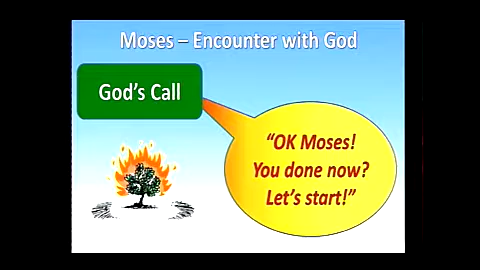 Moses – Encounter with God
God's Call
“OK Moses!
You done now?
Let's start!”